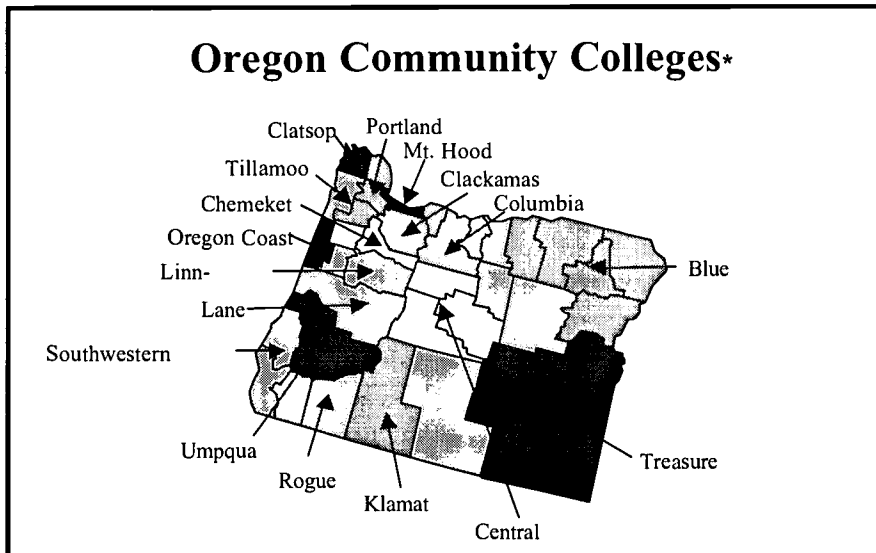 Oregon Community Colleges*
Clatsop
Portland
Mt. Hood
Tillamoo
Clackamas
Chemeket
Columbia
Oregon Coast
Linn-
Blue
Lane
Southwestern
Umpqua
Treasure
Rogue
Klamat
Central